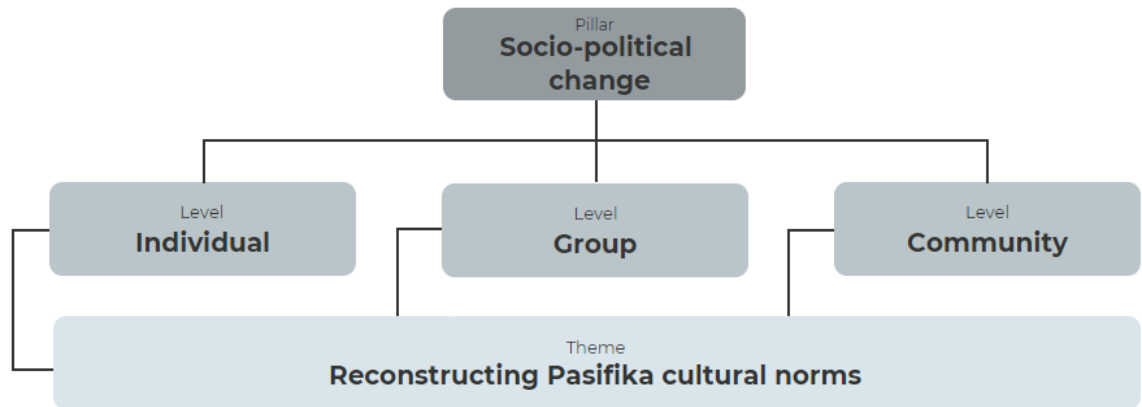 Pillar
Socio-political
change
Level
Individual
Level
Group
Level
Community
Theme
Reconstructing Pasifika cultural norms